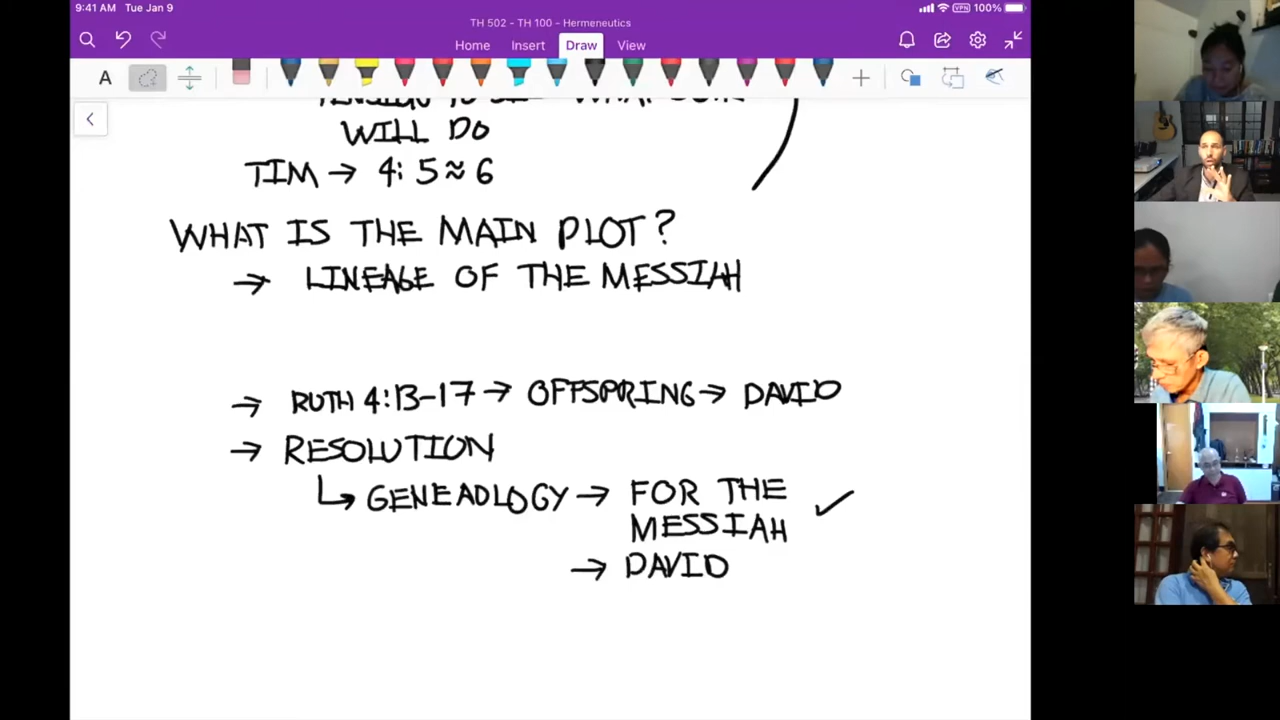 9:41 AM Tue Jan 9
VPN 100%
TH 502 - TH 100 - Hermeneutics
Home Insert Draw View
A
WILL DO
TIM → 4: 5 ≈ 6
WHAT IS THE MAIN PLOT?
→ LINEAGE OF THE MESSIAH
→ RUTH 4:13-17 → OFFSPRING → DAVID
→ RESOLUTION
↳ GENEADLOGY → FOR THE
MESSIAH ✓
→ DAVID